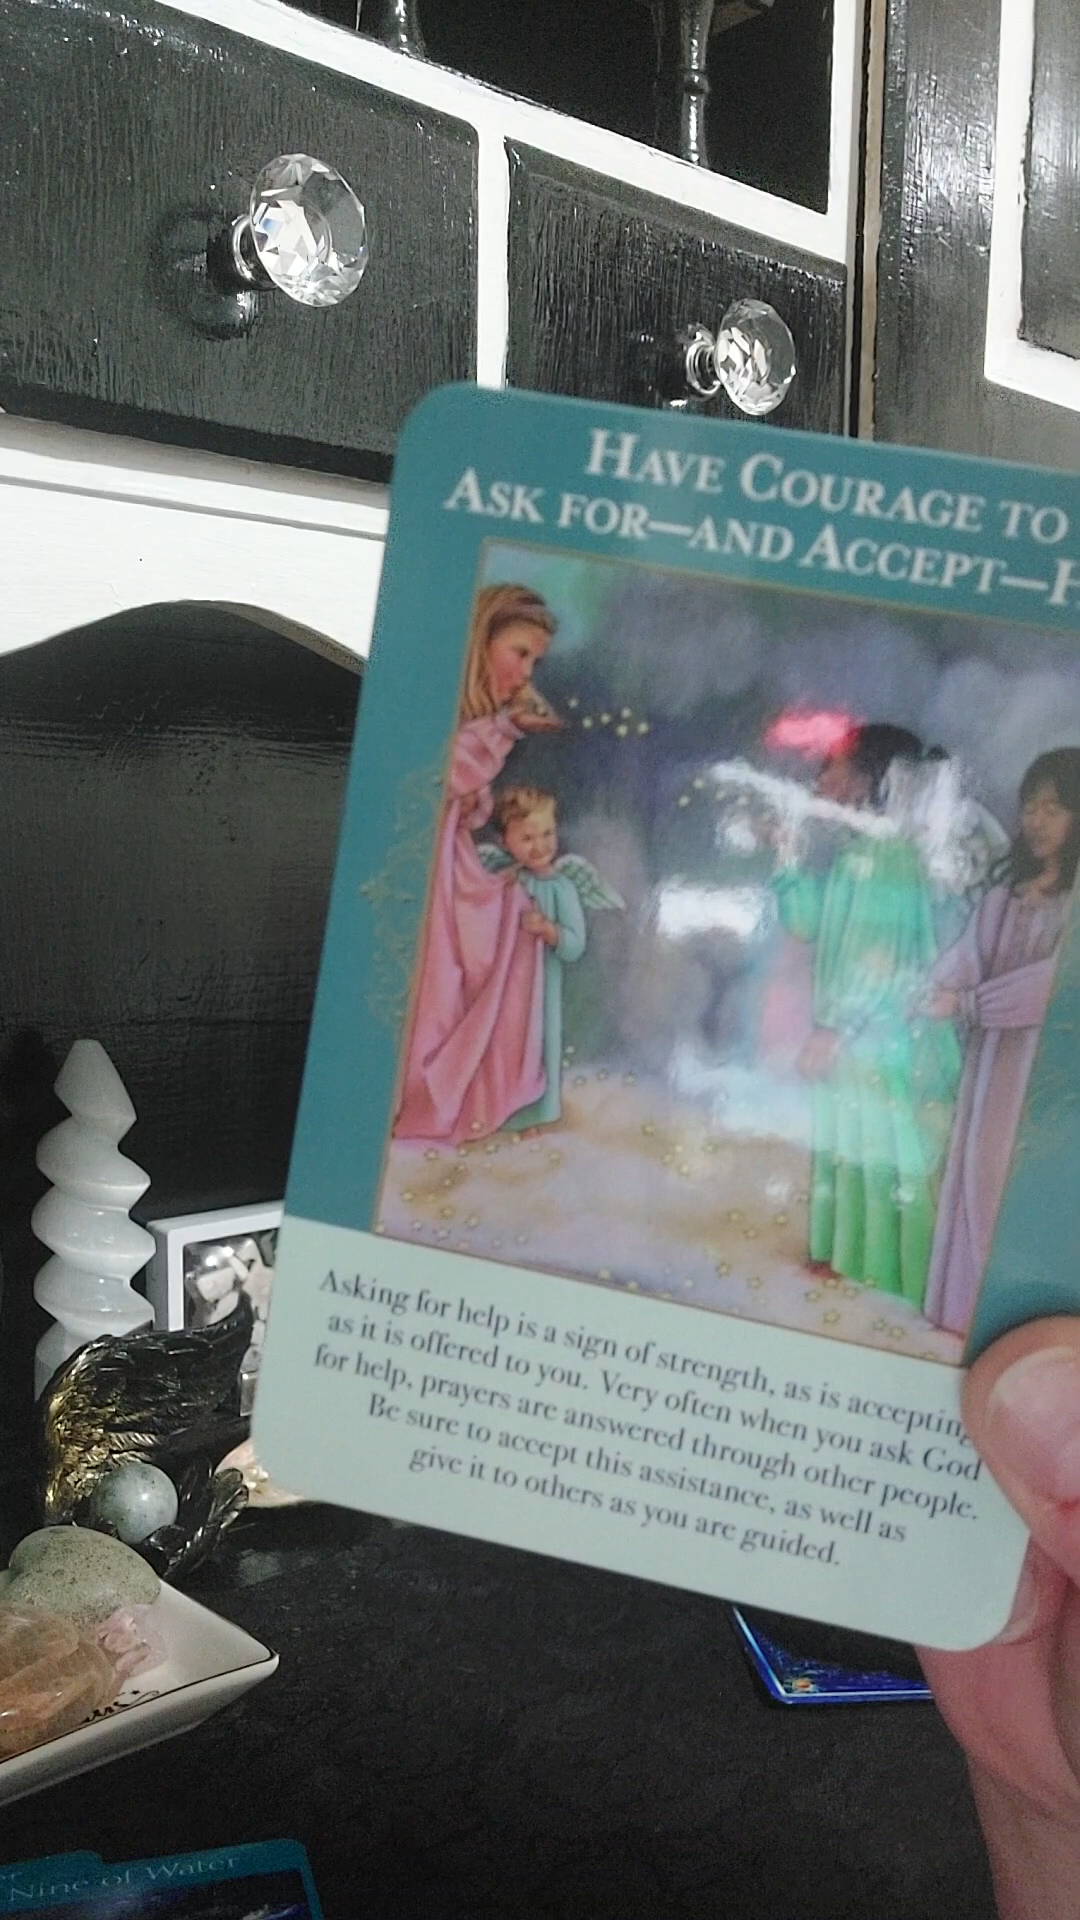 HAVE COURAGE TO
ASK FOR—AND ACCEPT—H
Asking for help is a sign of strength, as is accepting
as it is offered to you. Very often when you ask God
for help, prayers are answered through other people.
Be sure to accept this assistance, as well as
give it to others as you are guided.
Nine of Water